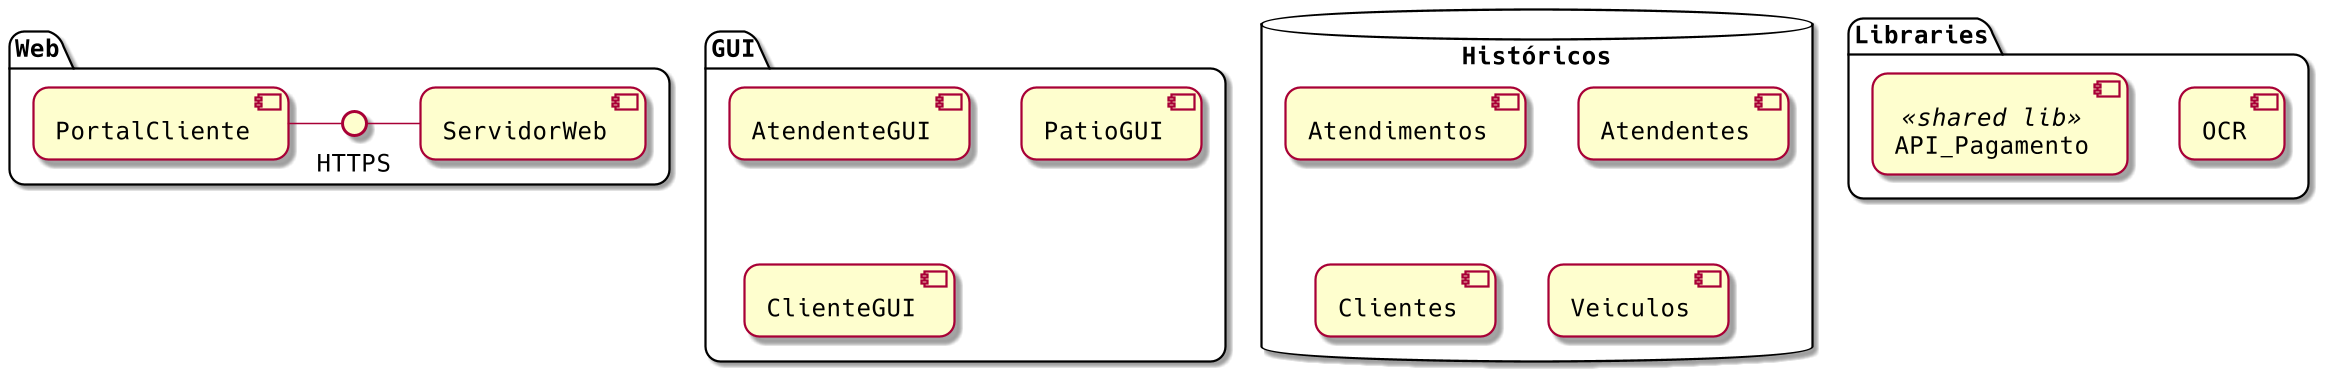 Web
PortalCliente
HTTPS
ServidorWeb
GUI
AtendenteGUI
PatioGUI
ClienteGUI
Históricos
Atendimentos
Atendentes
Clientes
Veiculos
Libraries
«shared lib»
API_Pagamento
OCR